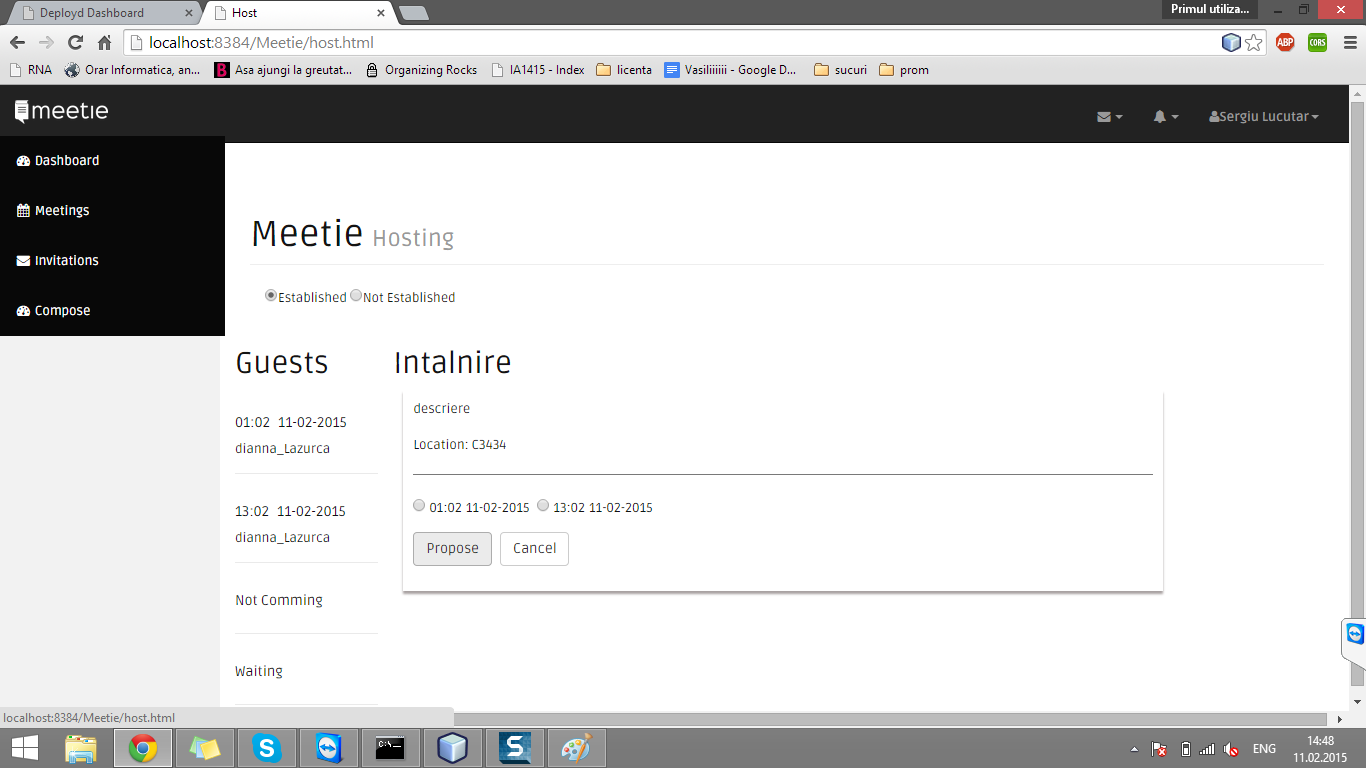 Deployd Dashboard
Host
Primul utiliza...
localhost:8384/Meetie/host.html
ABP
CORS
RNA
Orar Informatica, an...
Asa ajungi la greutat...
Organizing Rocks
IA1415 - Index
licenta
Vasiliiiiii - Google D...
sucuri
prom
meetie
Sergiu Lucutar
Dashboard
Meetings
Invitations
Compose
Meetie Hosting
Established Not Established
Guests
Intalnire
01:02 11-02-2015
dianna_Lazurca
13:02 11-02-2015
dianna_Lazurca
Not Comming
Waiting
descriere
Location: C3434
01:02 11-02-2015 13:02 11-02-2015
Propose Cancel
localhost:8384/Meetie/host.html
C:\_
ENG
14:48
11.02.2015